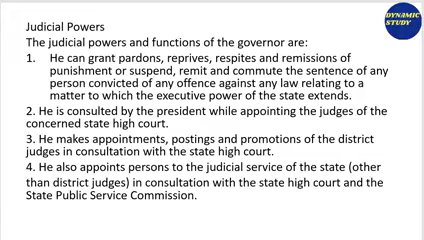 DYNAMIC
STUDY
Judicial Powers
The judicial powers and functions of the governor are:
1. He can grant pardons, reprives, respites and remissions of
punishment or suspend, remit and commute the sentence of any
person convicted of any offence against any law relating to a
matter to which the executive power of the state extends.
2. He is consulted by the president while appointing the judges of the
concerned state high court.
3. He makes appointments, postings and promotions of the district
judges in consultation with the state high court.
4. He also appoints persons to the judicial service of the state (other
than district judges) in consultation with the state high court and the
State Public Service Commission.